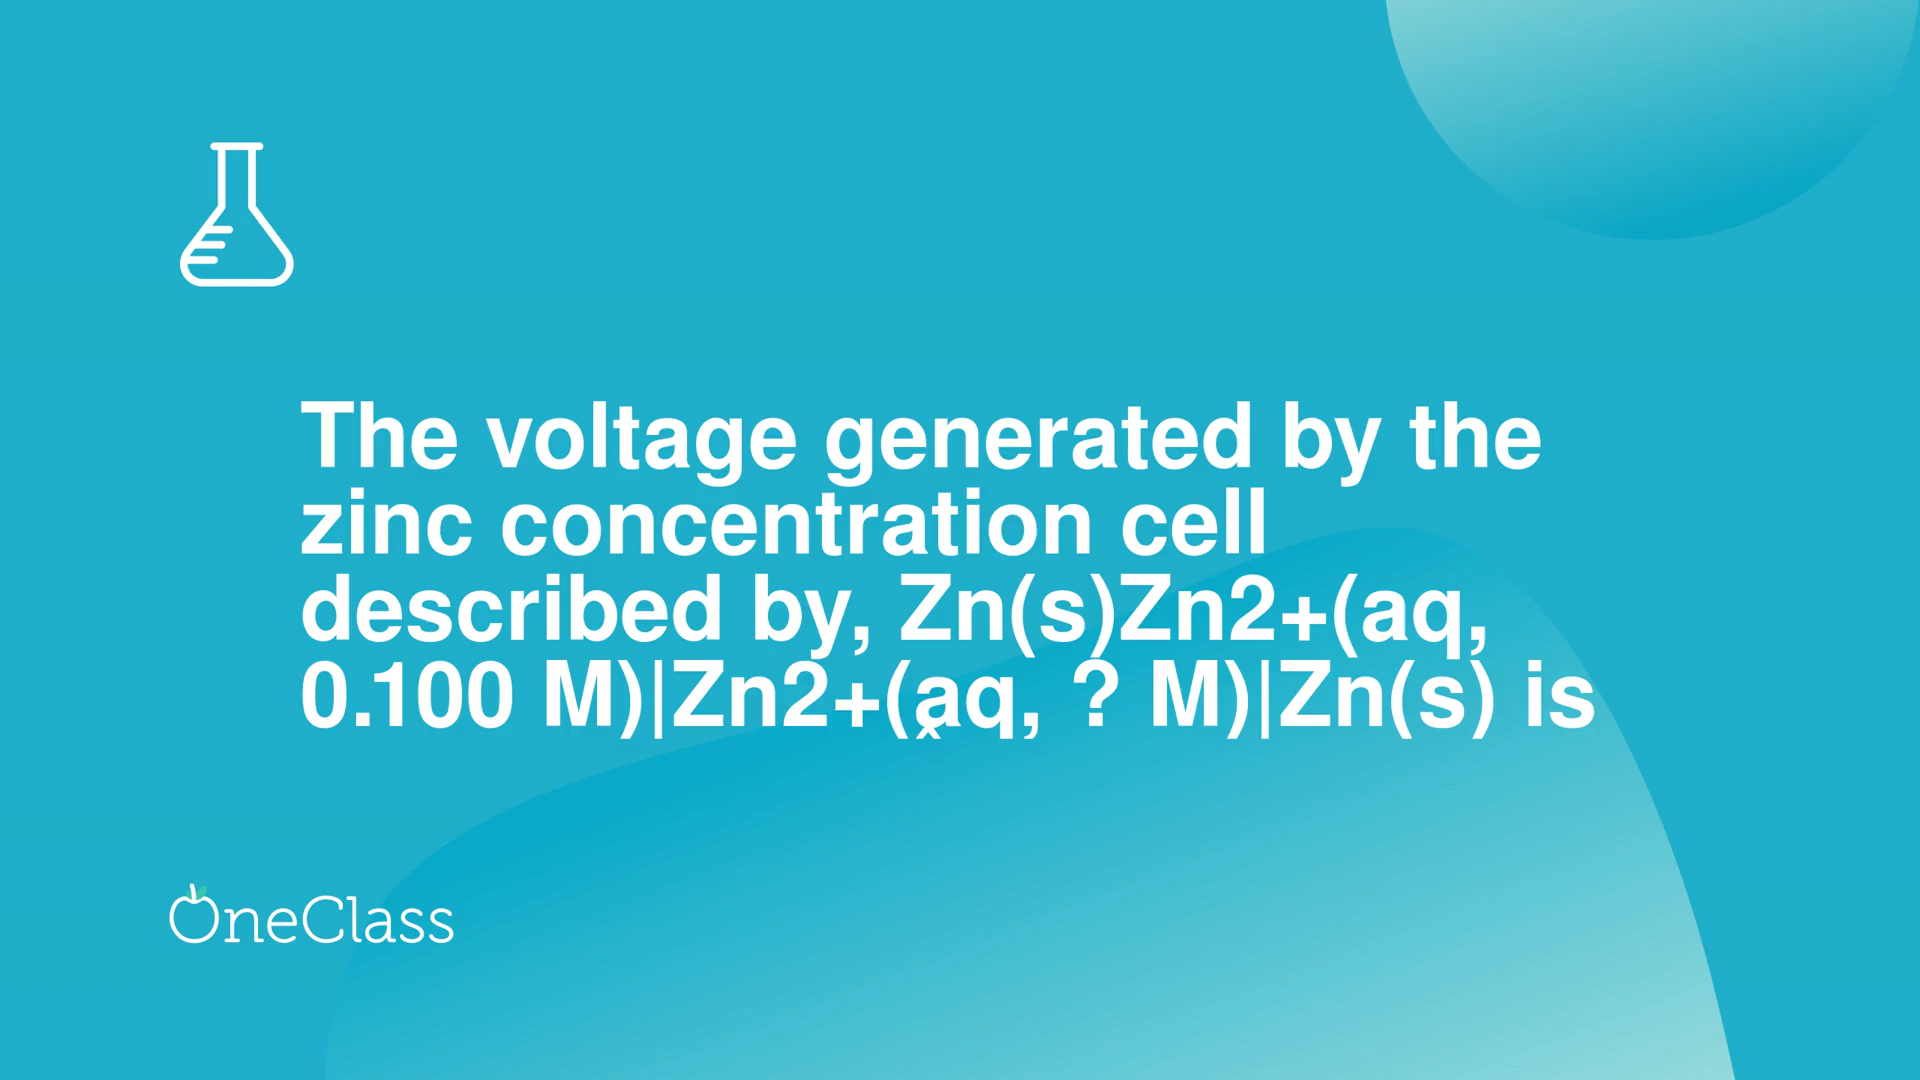 The voltage generated by the
zinc concentration cell
described by, Zn(s)Zn2+(aq,
0.100 M)|Zn2+(aq, ? M)|Zn(s) is
OneClass